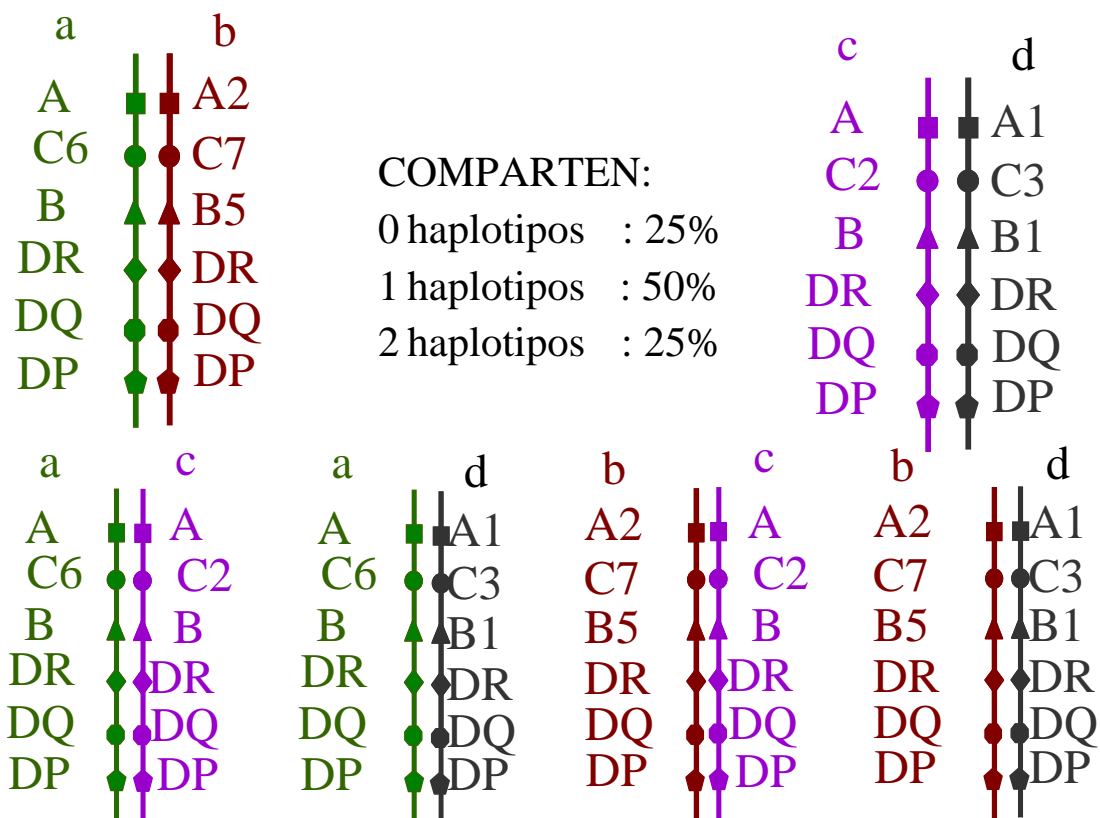 a b
A A2
C6 C7
B B5
DR DR
DQ DQ
DP DP
COMPARTEN:
0 haplotipos : 25%
1 haplotipos : 50%
2 haplotipos : 25%
c d
A A1
C2 C3
B B1
DR DR
DQ DQ
DP DP
a c
A A
C6 C2
B B
DR DR
DQ DQ
DP DP
a d
A A1
C6 C3
B B1
DR DR
DQ DQ
DP DP
b c
A2 A
C7 C2
B5 B
DR DR
DQ DQ
DP DP
b d
A2 A1
C7 C3
B5 B1
DR DR
DQ DQ
DP DP